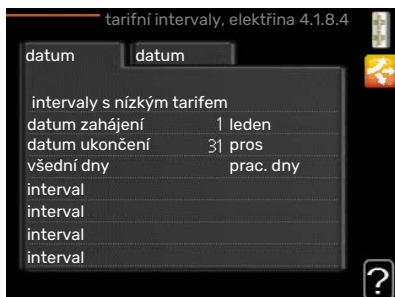 tarifní intervaly, elektřina 4.1.8.4
datum datum
intervaly s nízkým tarifem
datum zahájení 1 leden
datum ukončení 31 pros
všední dny prac. dny
interval
interval
interval
interval
?